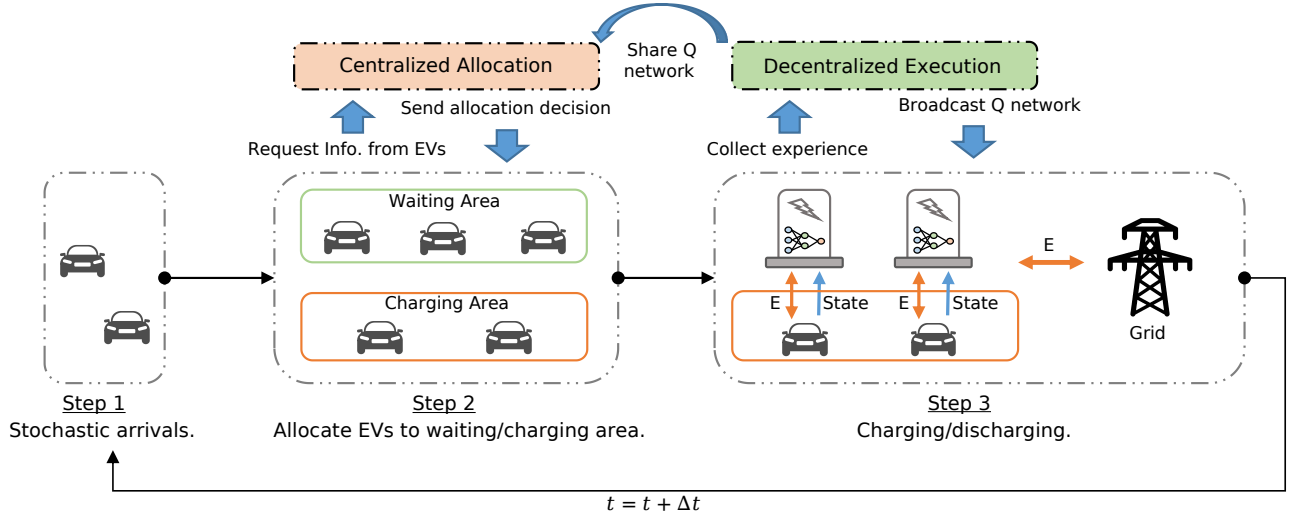 Share Q
network
Centralized Allocation
Decentralized Execution
Send allocation decision
Broadcast Q network
Request Info. from EVs
Collect experience
Waiting Area
Charging Area
E
E
State
E
State
Grid
Step 1
Stochastic arrivals.
Step 2
Allocate EVs to waiting/charging area.
Step 3
Charging/discharging.
t = t + Δt